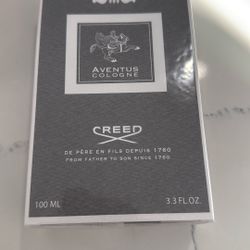 AVENTUS
COLOGNE
CREED
DE PÈRE EN FILS DEPUIS 1760
FROM FATHER TO SON SINCE 1760
100 ML 3.3 FL.OZ.